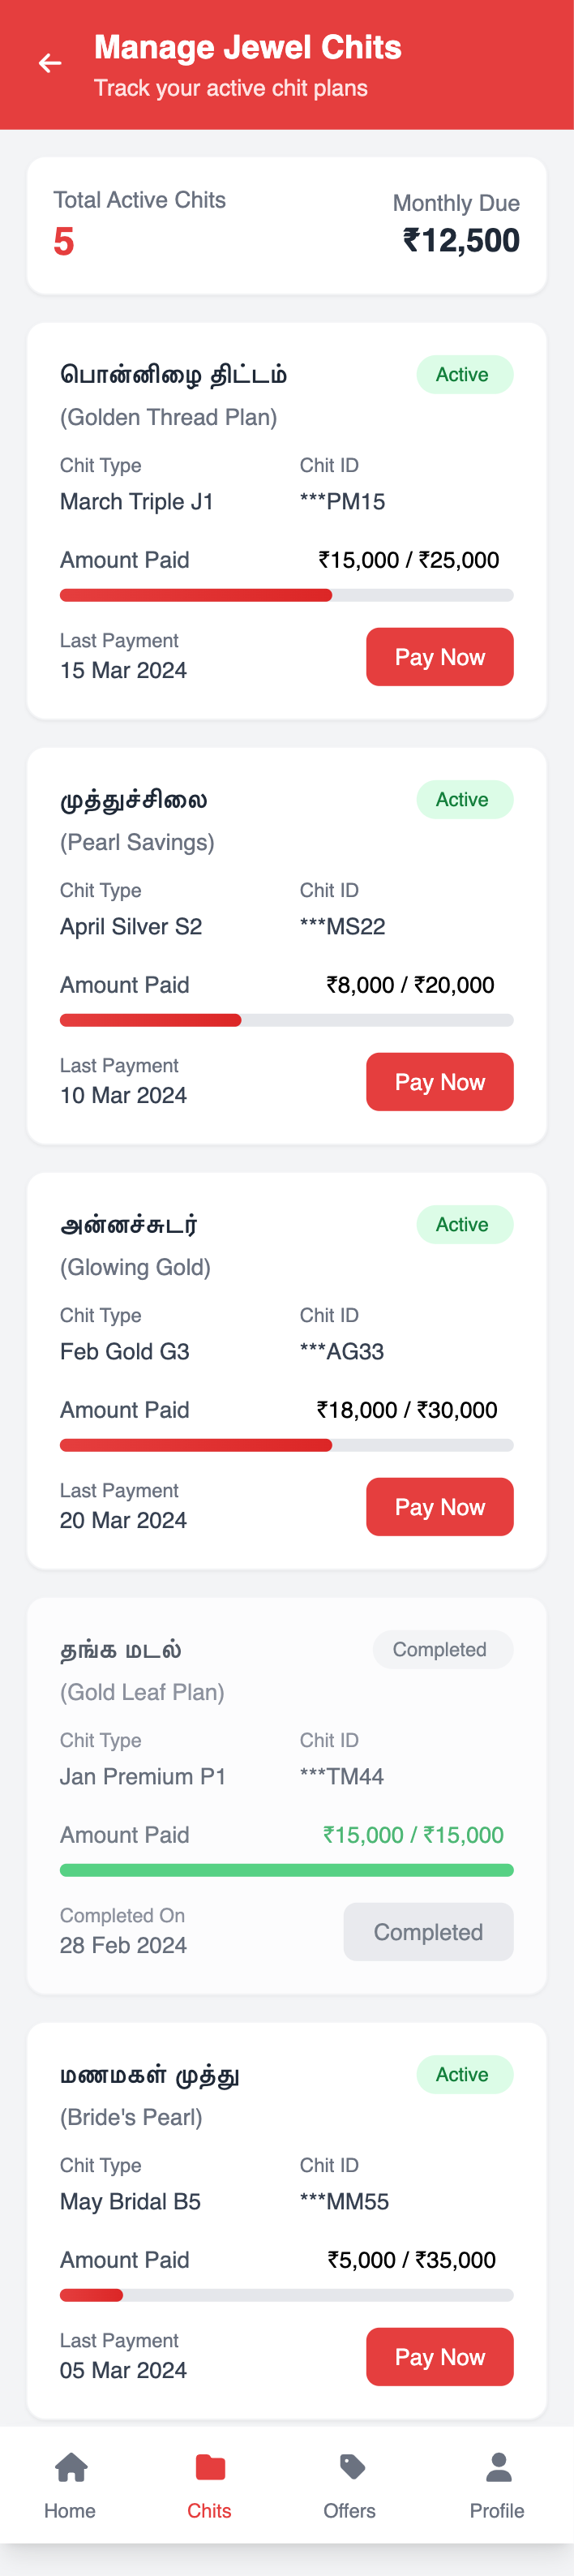 Manage Jewel Chits
Track your active chit plans
Total Active Chits
5
Monthly Due
₹12,500
பொன்னிழை திட்டம்
Active
(Golden Thread Plan)
Chit Type
Chit ID
March Triple J1
***PM15
Amount Paid
₹15,000 / ₹25,000
Last Payment
15 Mar 2024
Pay Now
முத்துச்சிலை
Active
(Pearl Savings)
Chit Type
Chit ID
April Silver S2
***MS22
Amount Paid
₹8,000 / ₹20,000
Last Payment
10 Mar 2024
Pay Now
அன்னச்சுடர்
Active
(Glowing Gold)
Chit Type
Chit ID
Feb Gold G3
***AG33
Amount Paid
₹18,000 / ₹30,000
Last Payment
20 Mar 2024
Pay Now
தங்க மடல்
Completed
(Gold Leaf Plan)
Chit Type
Chit ID
Jan Premium P1
***TM44
Amount Paid
₹15,000 / ₹15,000
Completed On
28 Feb 2024
Completed
மணமகள் முத்து
Active
(Bride's Pearl)
Chit Type
Chit ID
May Bridal B5
***MM55
Amount Paid
₹5,000 / ₹35,000
Last Payment
05 Mar 2024
Pay Now
Home
Chits
Offers
Profile